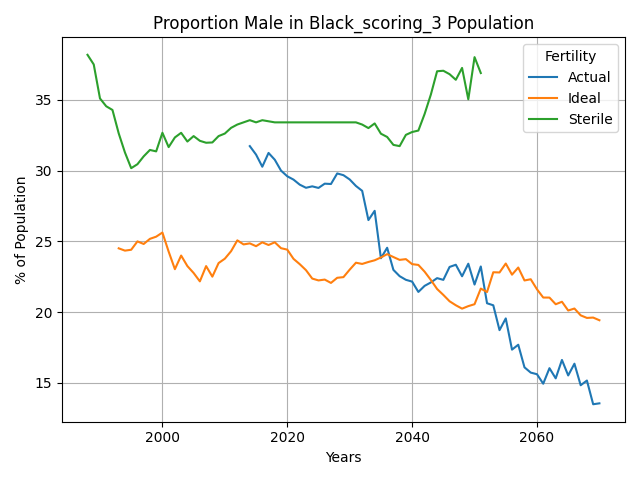 Proportion Male in Black_scoring_3 Population
Fertility
Actual
Ideal
Sterile
% of Population
35
30
25
20
15
2000
2020
2040
2060
Years